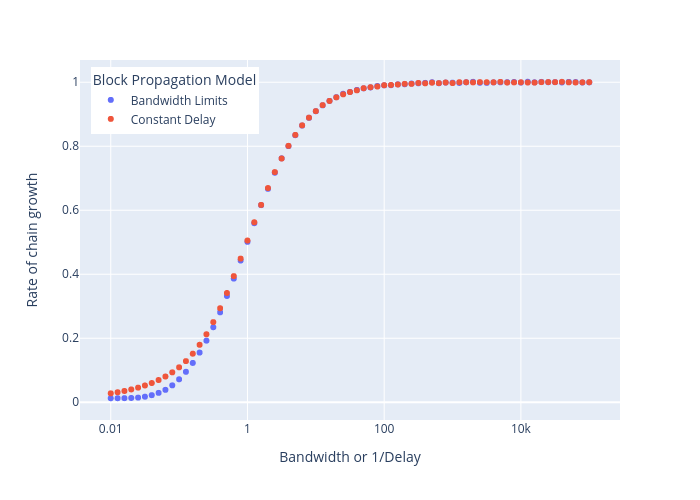 Block Propagation Model
Bandwidth Limits
Constant Delay
Rate of chain growth
1
0.8
0.6
0.4
0.2
0
0.01
1
100
10k
Bandwidth or 1/Delay